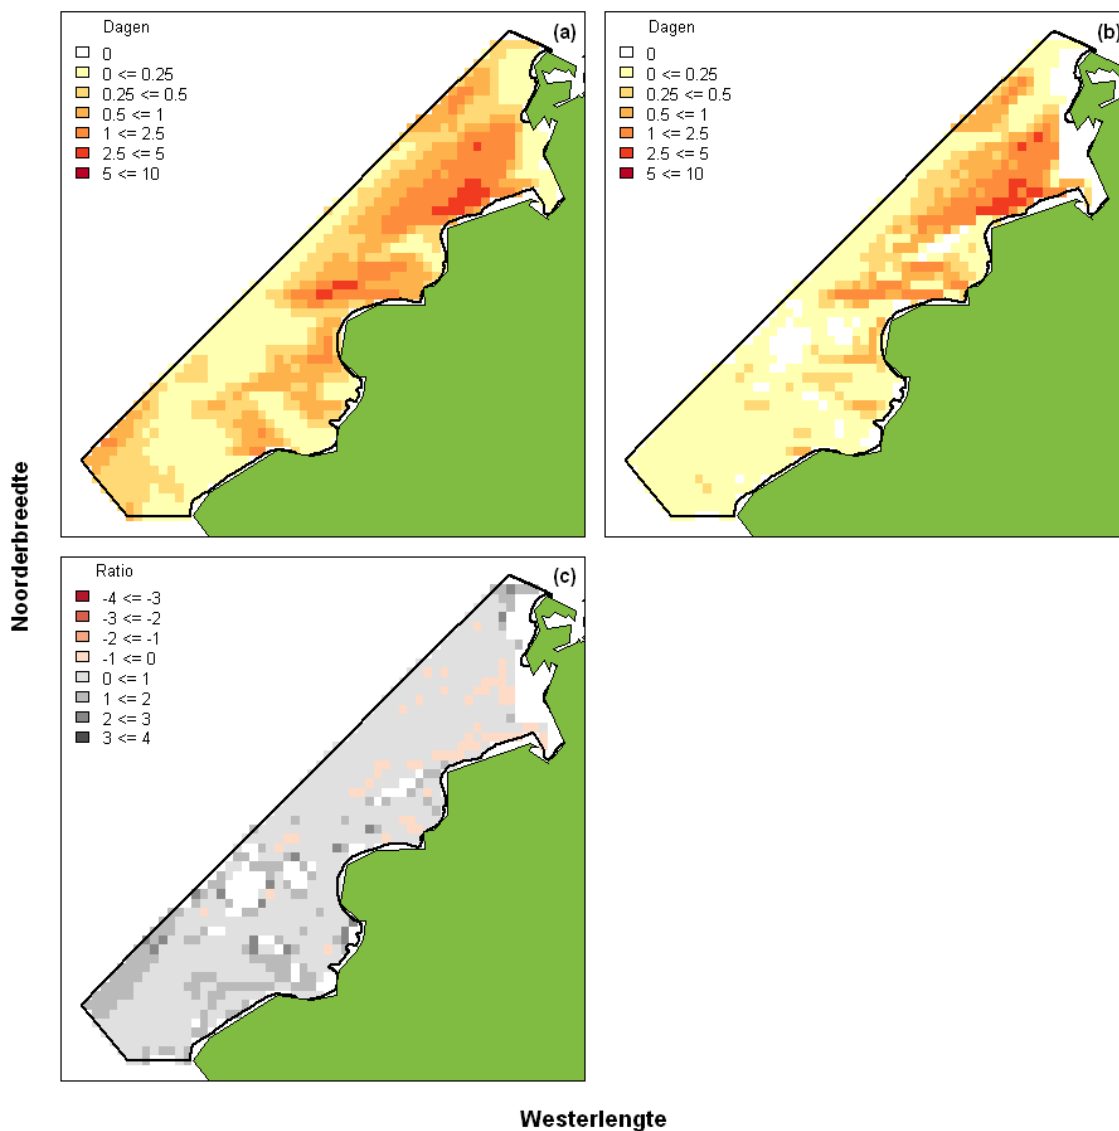 Dagen
(a)
0
0 <= 0.25
0.25 <= 0.5
0.5 <= 1
1 <= 2.5
2.5 <= 5
5 <= 10
Dagen
(b)
0
0 <= 0.25
0.25 <= 0.5
0.5 <= 1
1 <= 2.5
2.5 <= 5
5 <= 10
Noorderbreedte
Ratio
(c)
-4 <= -3
-3 <= -2
-2 <= -1
-1 <= 0
0 <= 1
1 <= 2
2 <= 3
3 <= 4
Westerlengte